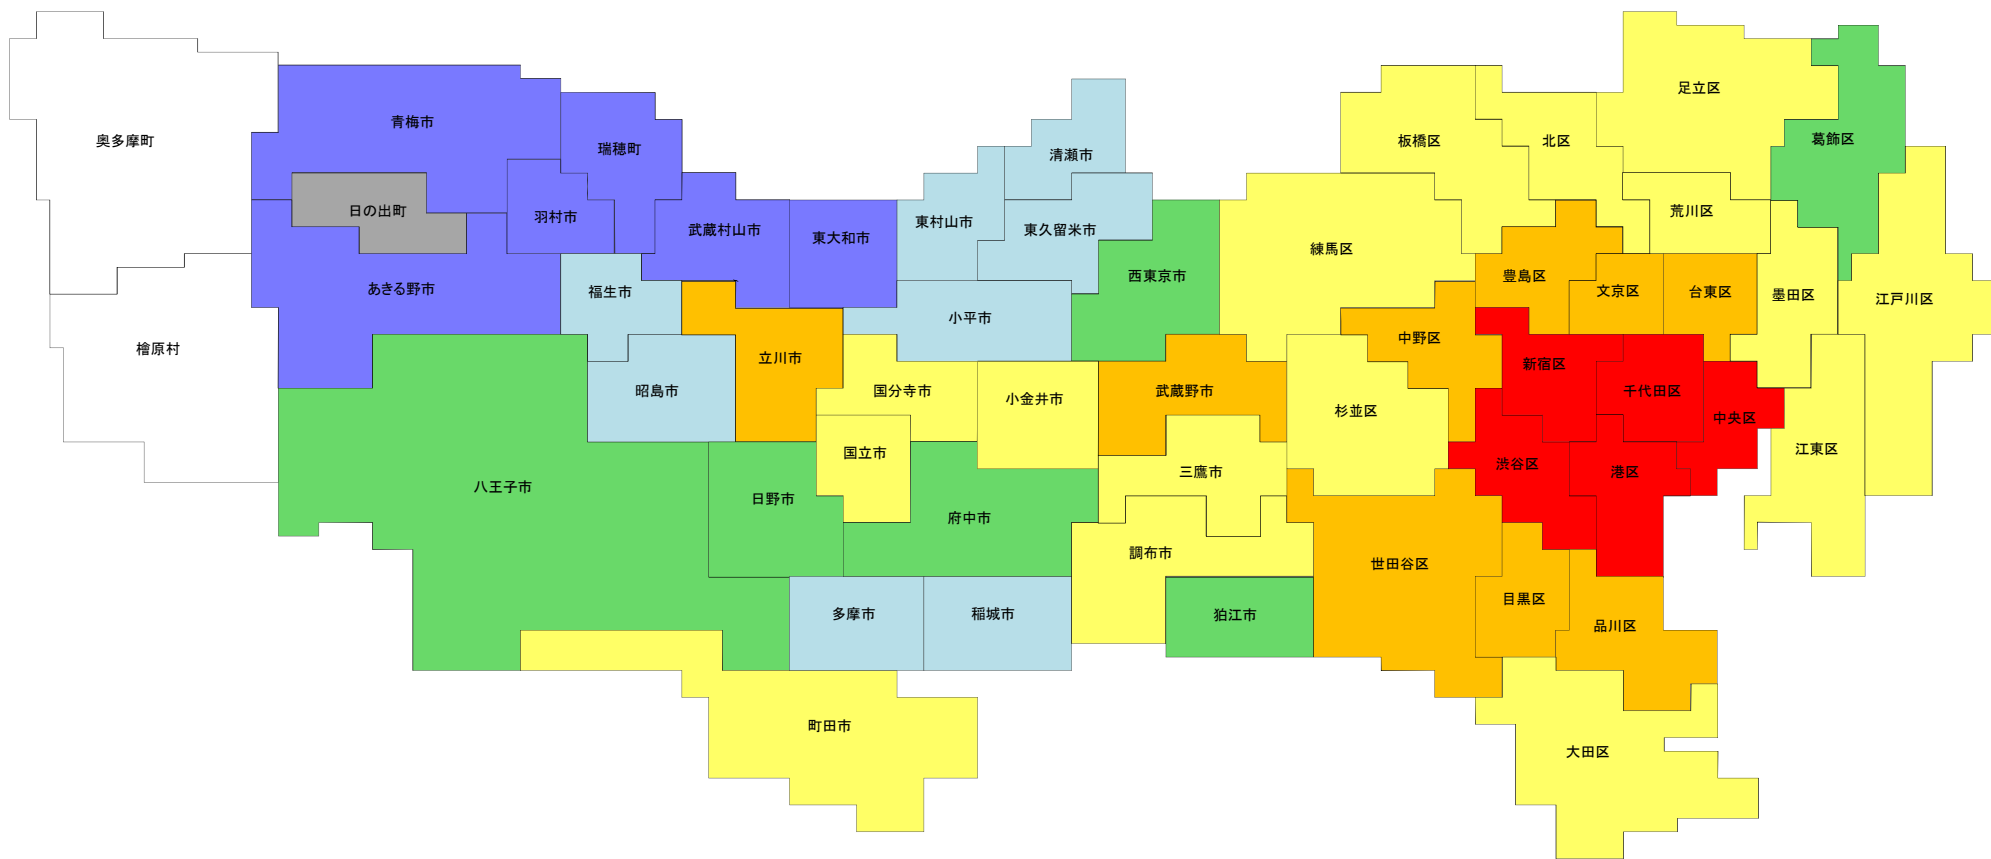 足立区
青梅市
葛飾区
奥多摩町
板橋区
北区
瑞穂町
清瀬市
日の出町
羽村市
荒川区
東村山市
武蔵村山市
東久留米市
東大和市
練馬区
西東京市
豊島区
あきる野市
福生市
文京区
台東区
墨田区
江戸川区
小平市
中野区
檜原村
立川市
新宿区
昭島市
国分寺市
武蔵野市
千代田区
小金井市
杉並区
中央区
国立市
江東区
渋谷区
三鷹市
港区
八王子市
日野市
府中市
調布市
世田谷区
目黒区
多摩市
稲城市
狛江市
品川区
町田市
大田区